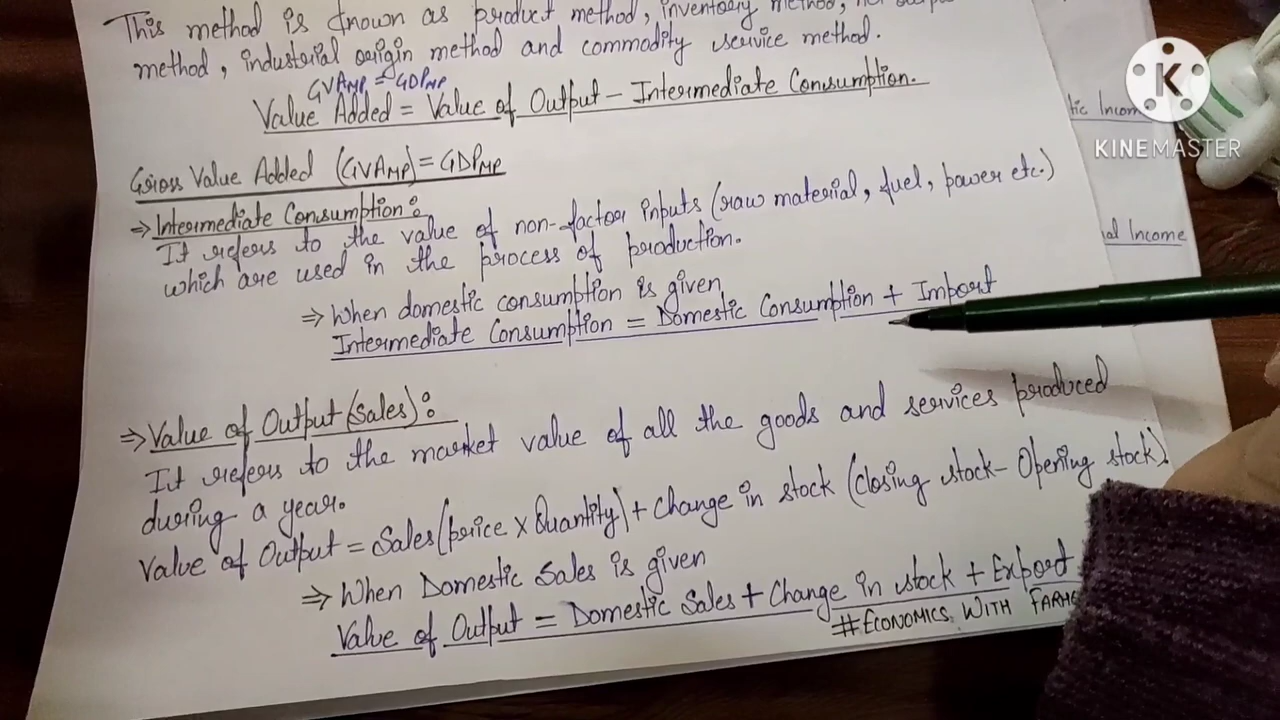 This method is known as product method, inventory method, net output
method, industrial origin method and commodity service method.
GVAMP = GDPMP
Value Added = Value of Output - Intermediate Consumption.
Gross Value Added (GVAMP) = GDPMP
⇒ Intermediate Consumption:
It refers to the value of non-factor inputs (raw material, fuel, power etc.)
which are used in the process of production.
⇒ When domestic consumption is given
Intermediate Consumption = Domestic Consumption + Import
⇒ Value of Output (Sales):
It refers to the market value of all the goods and services produced
during a year.
Value of Output = Sales (price × Quantity) + Change in stock (closing stock - Opening stock).
⇒ When Domestic Sales is given
Value of Output = Domestic Sales + Change in stock + Export
#ECONOMICS WITH
Income
Income
K
KINEMASTER